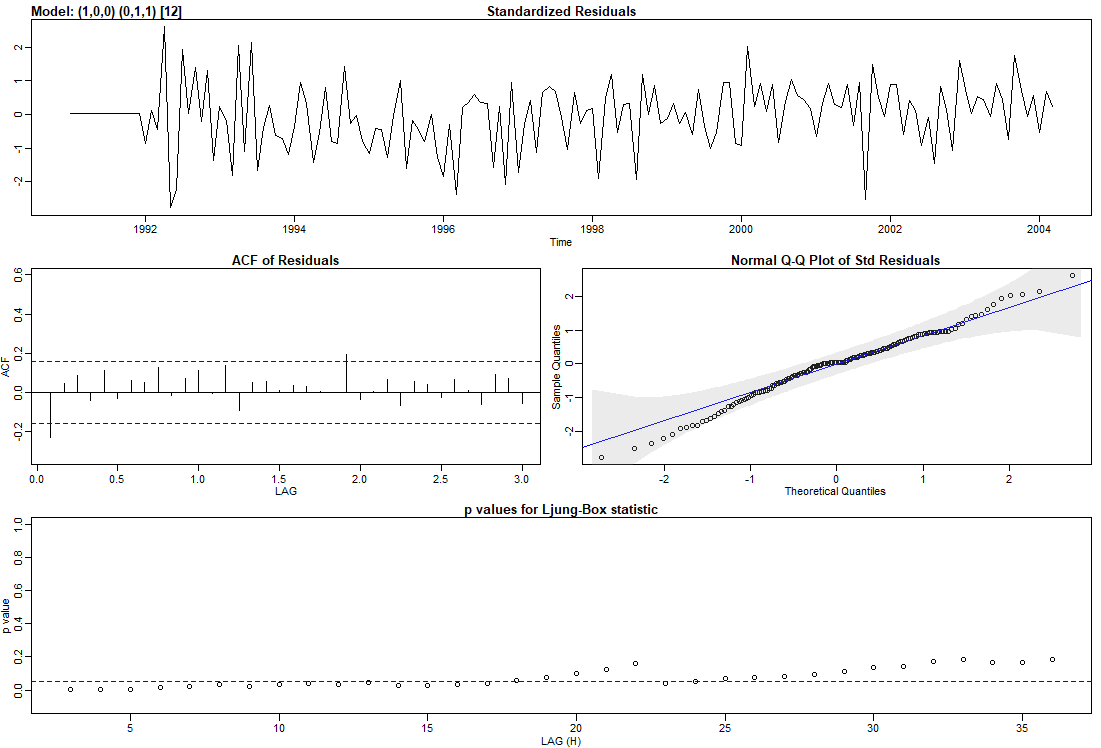 Model: (1,0,0) (0,1,1) [12] Standardized Residuals
2
1
0
-1
-2
1992 1994 1996 1998 2000 2002 2004
Time
ACF of Residuals
ACF
0.6
0.4
0.2
0.0
-0.2
0.0 0.5 1.0 1.5 2.0 2.5 3.0
LAG
Normal Q-Q Plot of Std Residuals
Sample Quantiles
2
1
0
-1
-2
-2 -1 0 1 2
Theoretical Quantiles
p values for Ljung-Box statistic
p value
1.0
0.8
0.6
0.4
0.2
0.0
5 10 15 20 25 30 35
LAG (H)